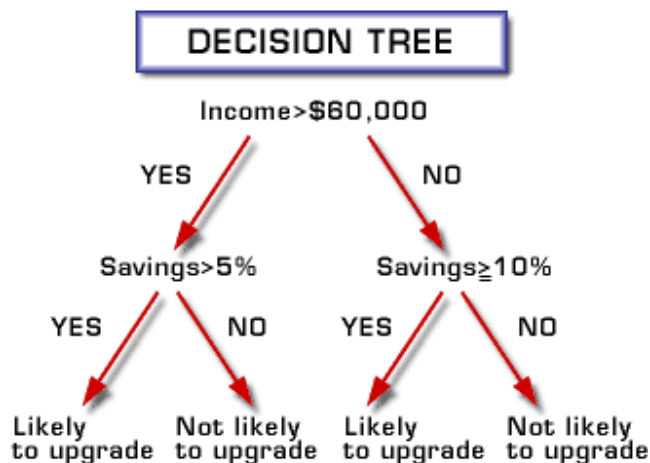 DECISION TREE
Income>$60,000
YES
NO
Savings>5%
Savings≧10%
YES
NO
YES
NO
Likely
to upgrade
Not likely
to upgrade
Likely
to upgrade
Not likely
to upgrade